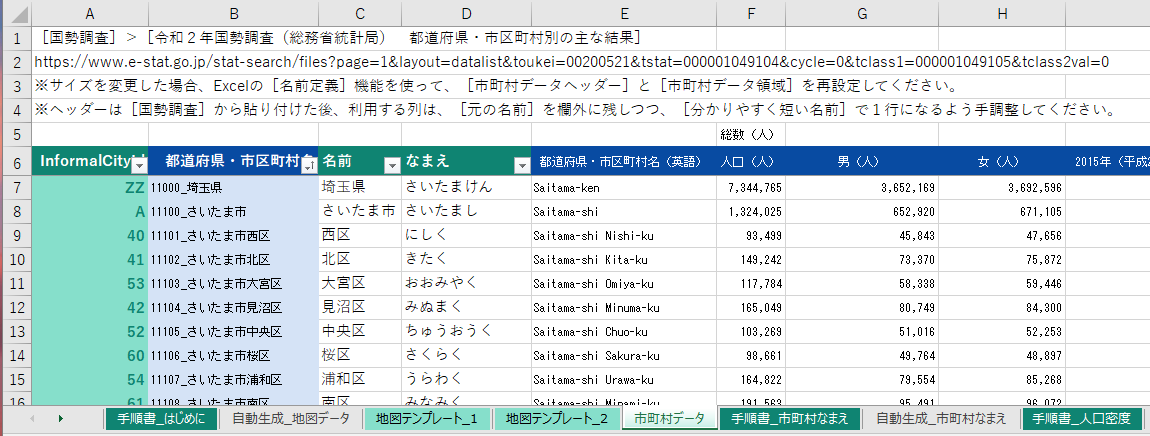 A B C D E F G H
1 ［国勢調査］＞［令和２年国勢調査（総務省統計局） 都道府県・市区町村別の主な結果］
2 https://www.e-stat.go.jp/stat-search/files?page=1&layout=datalist&toukei=00200521&tstat=000001049104&cycle=0&tclass1=000001049105&tclass2val=0
3 ※サイズを変更した場合、Excelの［名前定義］機能を使って、［市町村データヘッダー］と［市町村データ領域］を再設定してください。
4 ※ヘッダーは［国勢調査］から貼り付けた後、利用する列は、［元の名前］を欄外に残しつつ、［分かりやすく短い名前］で１行になるよう手調整してください。
5 総数（人）
6 InformalCity 都道府県・市区町村名 名前 なまえ 都道府県・市区町村名（英語） 人口（人） 男（人） 女（人） 2015年（平成2
7 ZZ 11000_埼玉県 埼玉県 さいたまけん Saitama-ken 7,344,765 3,652,169 3,692,596
8 A 11100_さいたま市 さいたま市 さいたまし Saitama-shi 1,324,025 652,920 671,105
9 40 11101_さいたま市西区 西区 にしく Saitama-shi Nishi-ku 93,499 45,843 47,656
10 41 11102_さいたま市北区 北区 きたく Saitama-shi Kita-ku 149,242 73,370 75,872
11 53 11103_さいたま市大宮区 大宮区 おおみやく Saitama-shi Omiya-ku 117,784 58,338 59,446
12 42 11104_さいたま市見沼区 見沼区 みぬまく Saitama-shi Minuma-ku 165,049 80,749 84,300
13 52 11105_さいたま市中央区 中央区 ちゅうおうく Saitama-shi Chuo-ku 103,269 51,016 52,253
14 60 11106_さいたま市桜区 桜区 さくらく Saitama-shi Sakura-ku 98,661 49,764 48,897
15 54 11107_さいたま市浦和区 浦和区 うらわく Saitama-shi Urawa-ku 164,822 79,554 85,268
16 61 11108_さいたま市南区 南区 みなみく Saitama-shi Minami-ku 191,563 95,491 96,072
手順書_はじめに 自動生成_地図データ 地図テンプレート_1 地図テンプレート_2 市町村データ 手順書_市町村なまえ 自動生成_市町村なまえ 手順書_人口密度